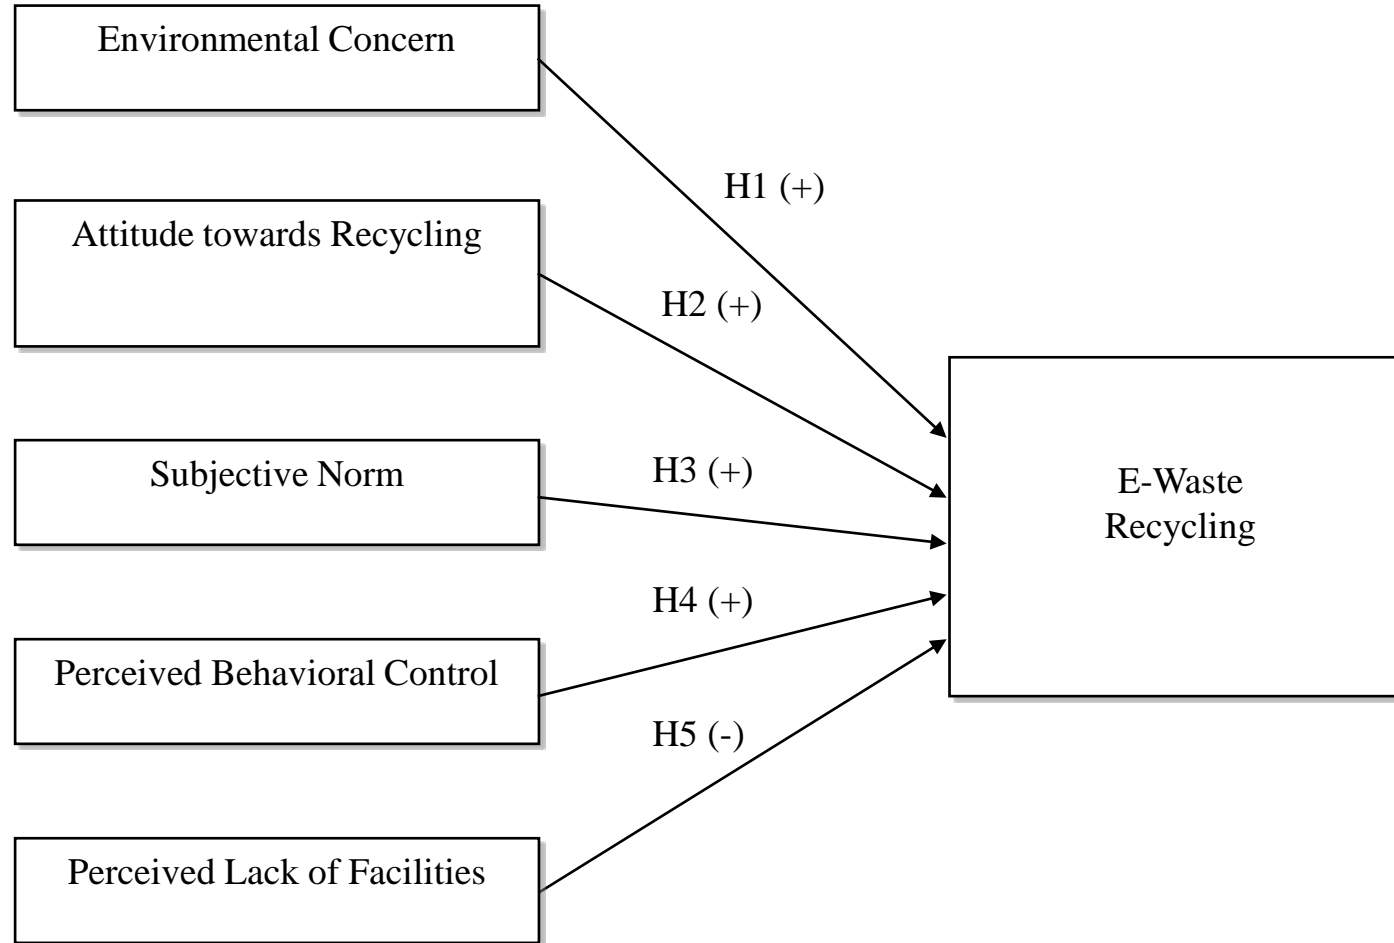 Environmental Concern
H1 (+)
Attitude towards Recycling
H2 (+)
Subjective Norm
H3 (+)
E-Waste
Recycling
H4 (+)
Perceived Behavioral Control
H5 (-)
Perceived Lack of Facilities